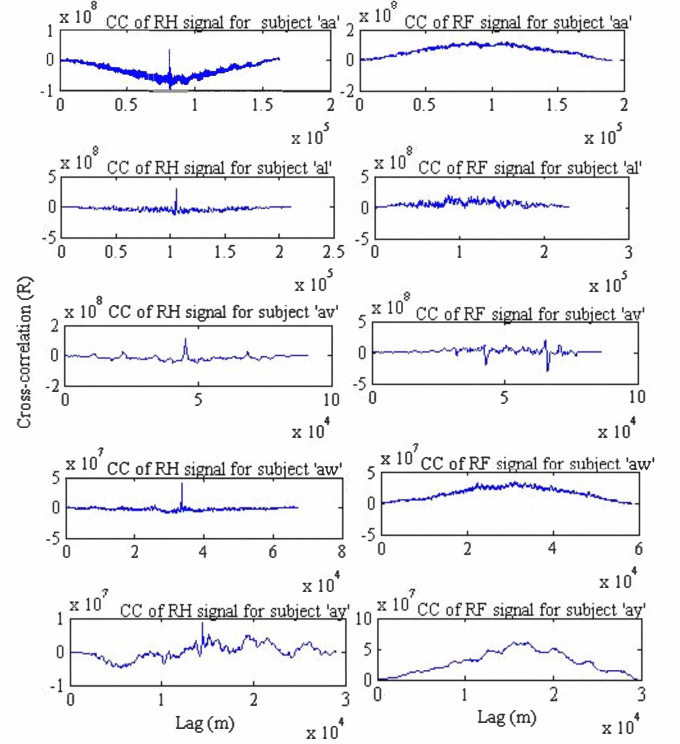 x 10^8 CC of RH signal for subject 'aa'
1
0
-1
0 0.5 1 1.5 2
x 10^5
x 10^8 CC of RF signal for subject 'aa'
2
0
-2
0 0.5 1 1.5 2
x 10^5
x 10^8 CC of RH signal for subject 'al'
5
0
-5
0 0.5 1 1.5 2 2.5
x 10^5
x 10^8 CC of RF signal for subject 'al'
5
0
-5
0 1 2 3
x 10^5
Cross-correlation (R)
x 10^8 CC of RH signal for subject 'av'
2
0
-2
0 5 10
x 10^4
x 10^8 CC of RF signal for subject 'av'
5
0
-5
0 5 10
x 10^4
x 10^7 CC of RH signal for subject 'aw'
5
0
-5
0 2 4 6 8
x 10^4
x 10^7 CC of RF signal for subject 'aw'
5
0
-5
0 2 4 6
x 10^4
x 10^7 CC of RH signal for subject 'ay'
1
0
-1
0 1 2 3
Lag (m) x 10^4
x 10^7 CC of RF signal for subject 'ay'
10
5
0
0 1 2 3
Lag (m) x 10^4